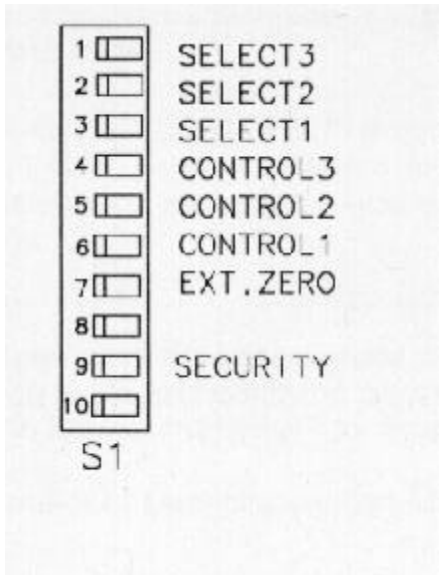 1 SELECT3
2 SELECT2
3 SELECT1
4 CONTROL3
5 CONTROL2
6 CONTROL1
7 EXT.ZERO
8
9 SECURITY
10
S1